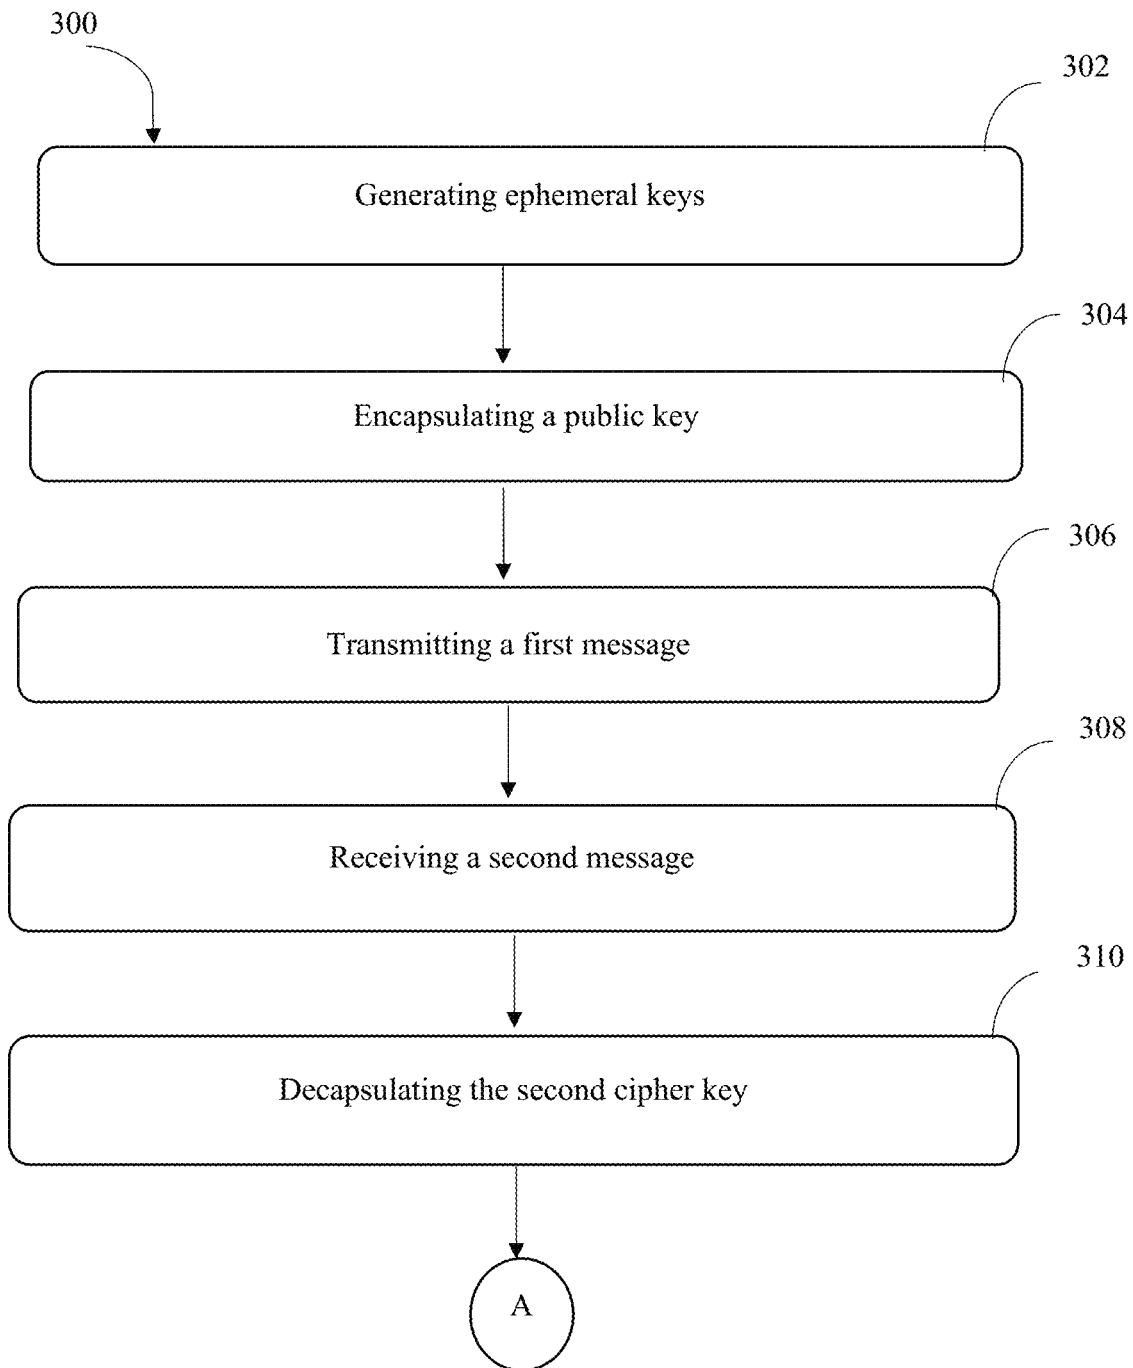 300
302
Generating ephemeral keys
304
Encapsulating a public key
306
Transmitting a first message
308
Receiving a second message
310
Decapsulating the second cipher key
A